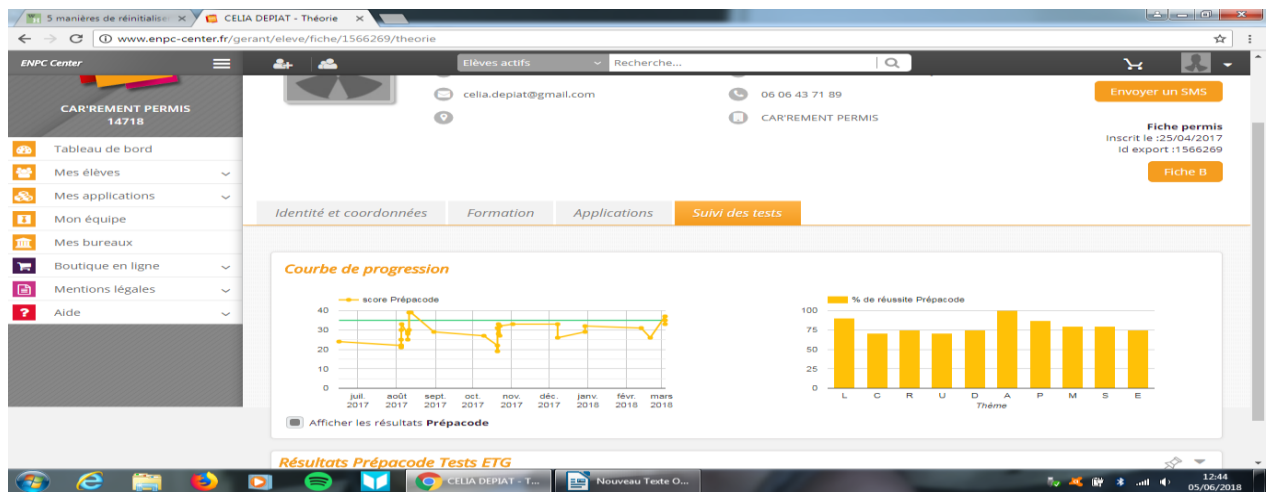 5 manières de réinitialiser
CELIA DEPIAT - Théorie
www.enpc-center.fr/gerant/eleve/fiche/1566269/theorie
ENPC Center
Elèves actifs
Recherche...
CAR'REMENT PERMIS
14718
Tableau de bord
Mes élèves
Mes applications
Mon équipe
Mes bureaux
Boutique en ligne
Mentions légales
Aide
celia.depiat@gmail.com
06 06 43 71 89
CAR'REMENT PERMIS
Envoyer un SMS
Fiche permis
Inscrit le :25/04/2017
Id export :1566269
Fiche B
Identité et coordonnées
Formation
Applications
Suivi des tests
Courbe de progression
score Prépacode
40
30
20
10
0
juil. août sept. oct. nov. déc. janv. févr. mars
2017 2017 2017 2017 2017 2017 2018 2018 2018
% de réussite Prépacode
100
75
50
25
0
L C R U D A P M S E
Thème
Afficher les résultats Prépacode
Résultats Prépacode Tests ETG
CELIA DEPIAT - T...
Nouveau Texte O...
12:44
05/06/2018